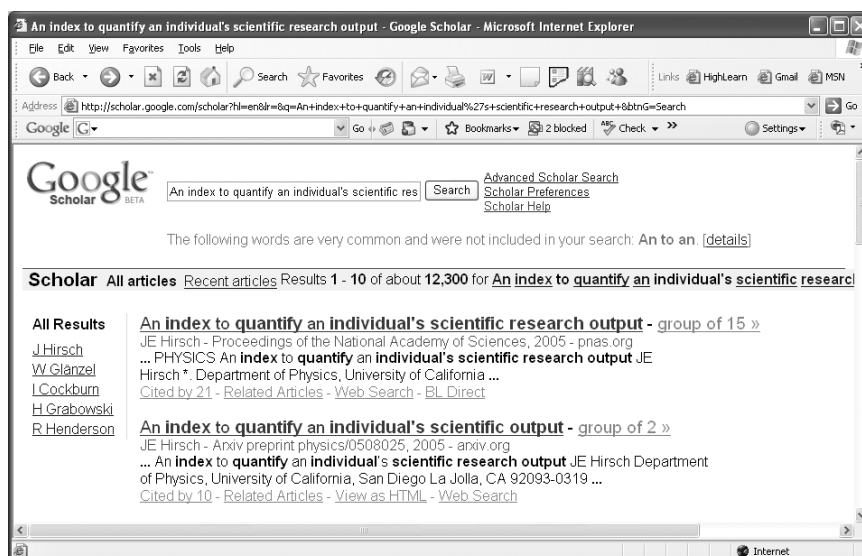 An index to quantify an individual's scientific research output - Google Scholar - Microsoft Internet Explorer
File Edit View Favorites Tools Help
Back Search Favorites Links HighLearn Gmail MSN
Address http://scholar.google.com/scholar?hl=en&lr=&q=An+index+to+quantify+an+individual%27s+scientific+research+output+&btnG=Search Go
Google G Go Bookmarks 2 blocked ABC Check » Settings
Google Scholar BETA
An index to quantify an individual's scientific res Search
Advanced Scholar Search
Scholar Preferences
Scholar Help
The following words are very common and were not included in your search: An to an. [details]
Scholar All articles Recent articles Results 1 - 10 of about 12,300 for An index to quantify an individual's scientific research
All Results
J Hirsch
W Glänzel
I Cockburn
H Grabowski
R Henderson
An index to quantify an individual's scientific research output - group of 15 »
JE Hirsch - Proceedings of the National Academy of Sciences, 2005 - pnas.org
... PHYSICS An index to quantify an individual's scientific research output JE
Hirsch *. Department of Physics, University of California ...
Cited by 21 - Related Articles - Web Search - BL Direct
An index to quantify an individual's scientific output - group of 2 »
JE Hirsch - Arxiv preprint physics/0508025, 2005 - arxiv.org
... An index to quantify an individual's scientific research output JE Hirsch Department
of Physics, University of California, San Diego La Jolla, CA 92093-0319 ...
Cited by 10 - Related Articles - View as HTML - Web Search
Internet